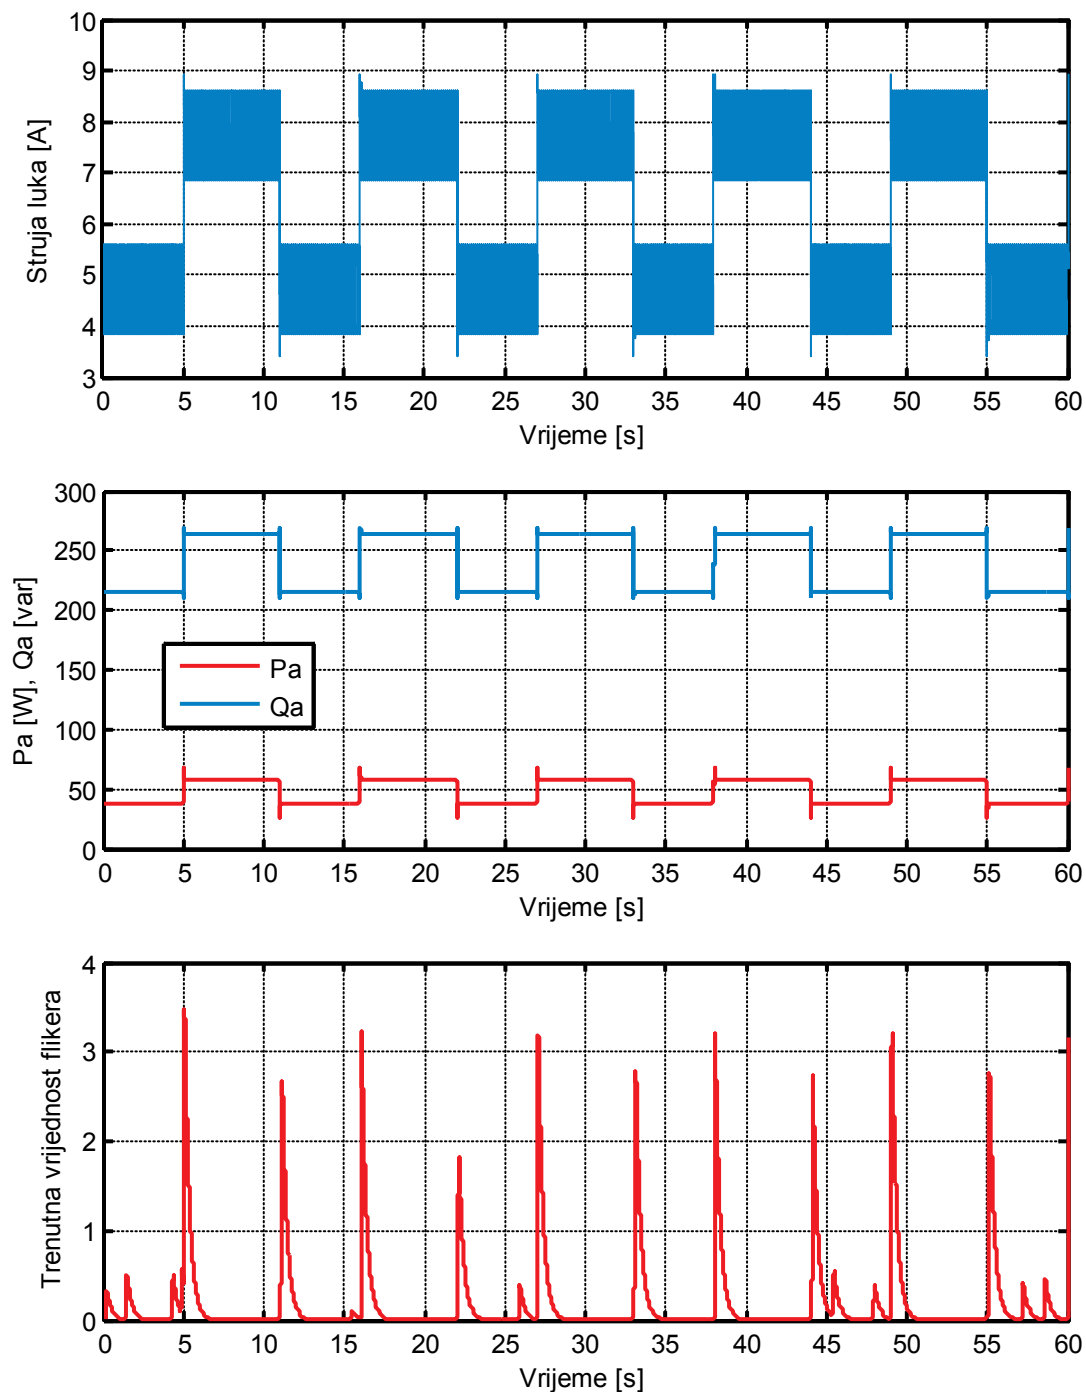 Struja luka [A]
10
9
8
7
6
5
4
3
0 5 10 15 20 25 30 35 40 45 50 55 60
Vrijeme [s]
Pa [W], Qa [var]
300
250
200
150
100
50
0
Pa
Qa
0 5 10 15 20 25 30 35 40 45 50 55 60
Vrijeme [s]
Trenutna vrijednost flikera
4
3
2
1
0
0 5 10 15 20 25 30 35 40 45 50 55 60
Vrijeme [s]